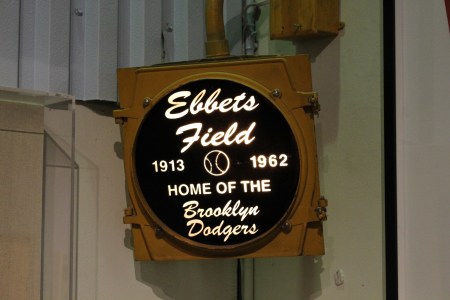 Ebbets
Field
1913 1962
HOME OF THE
Brooklyn
Dodgers